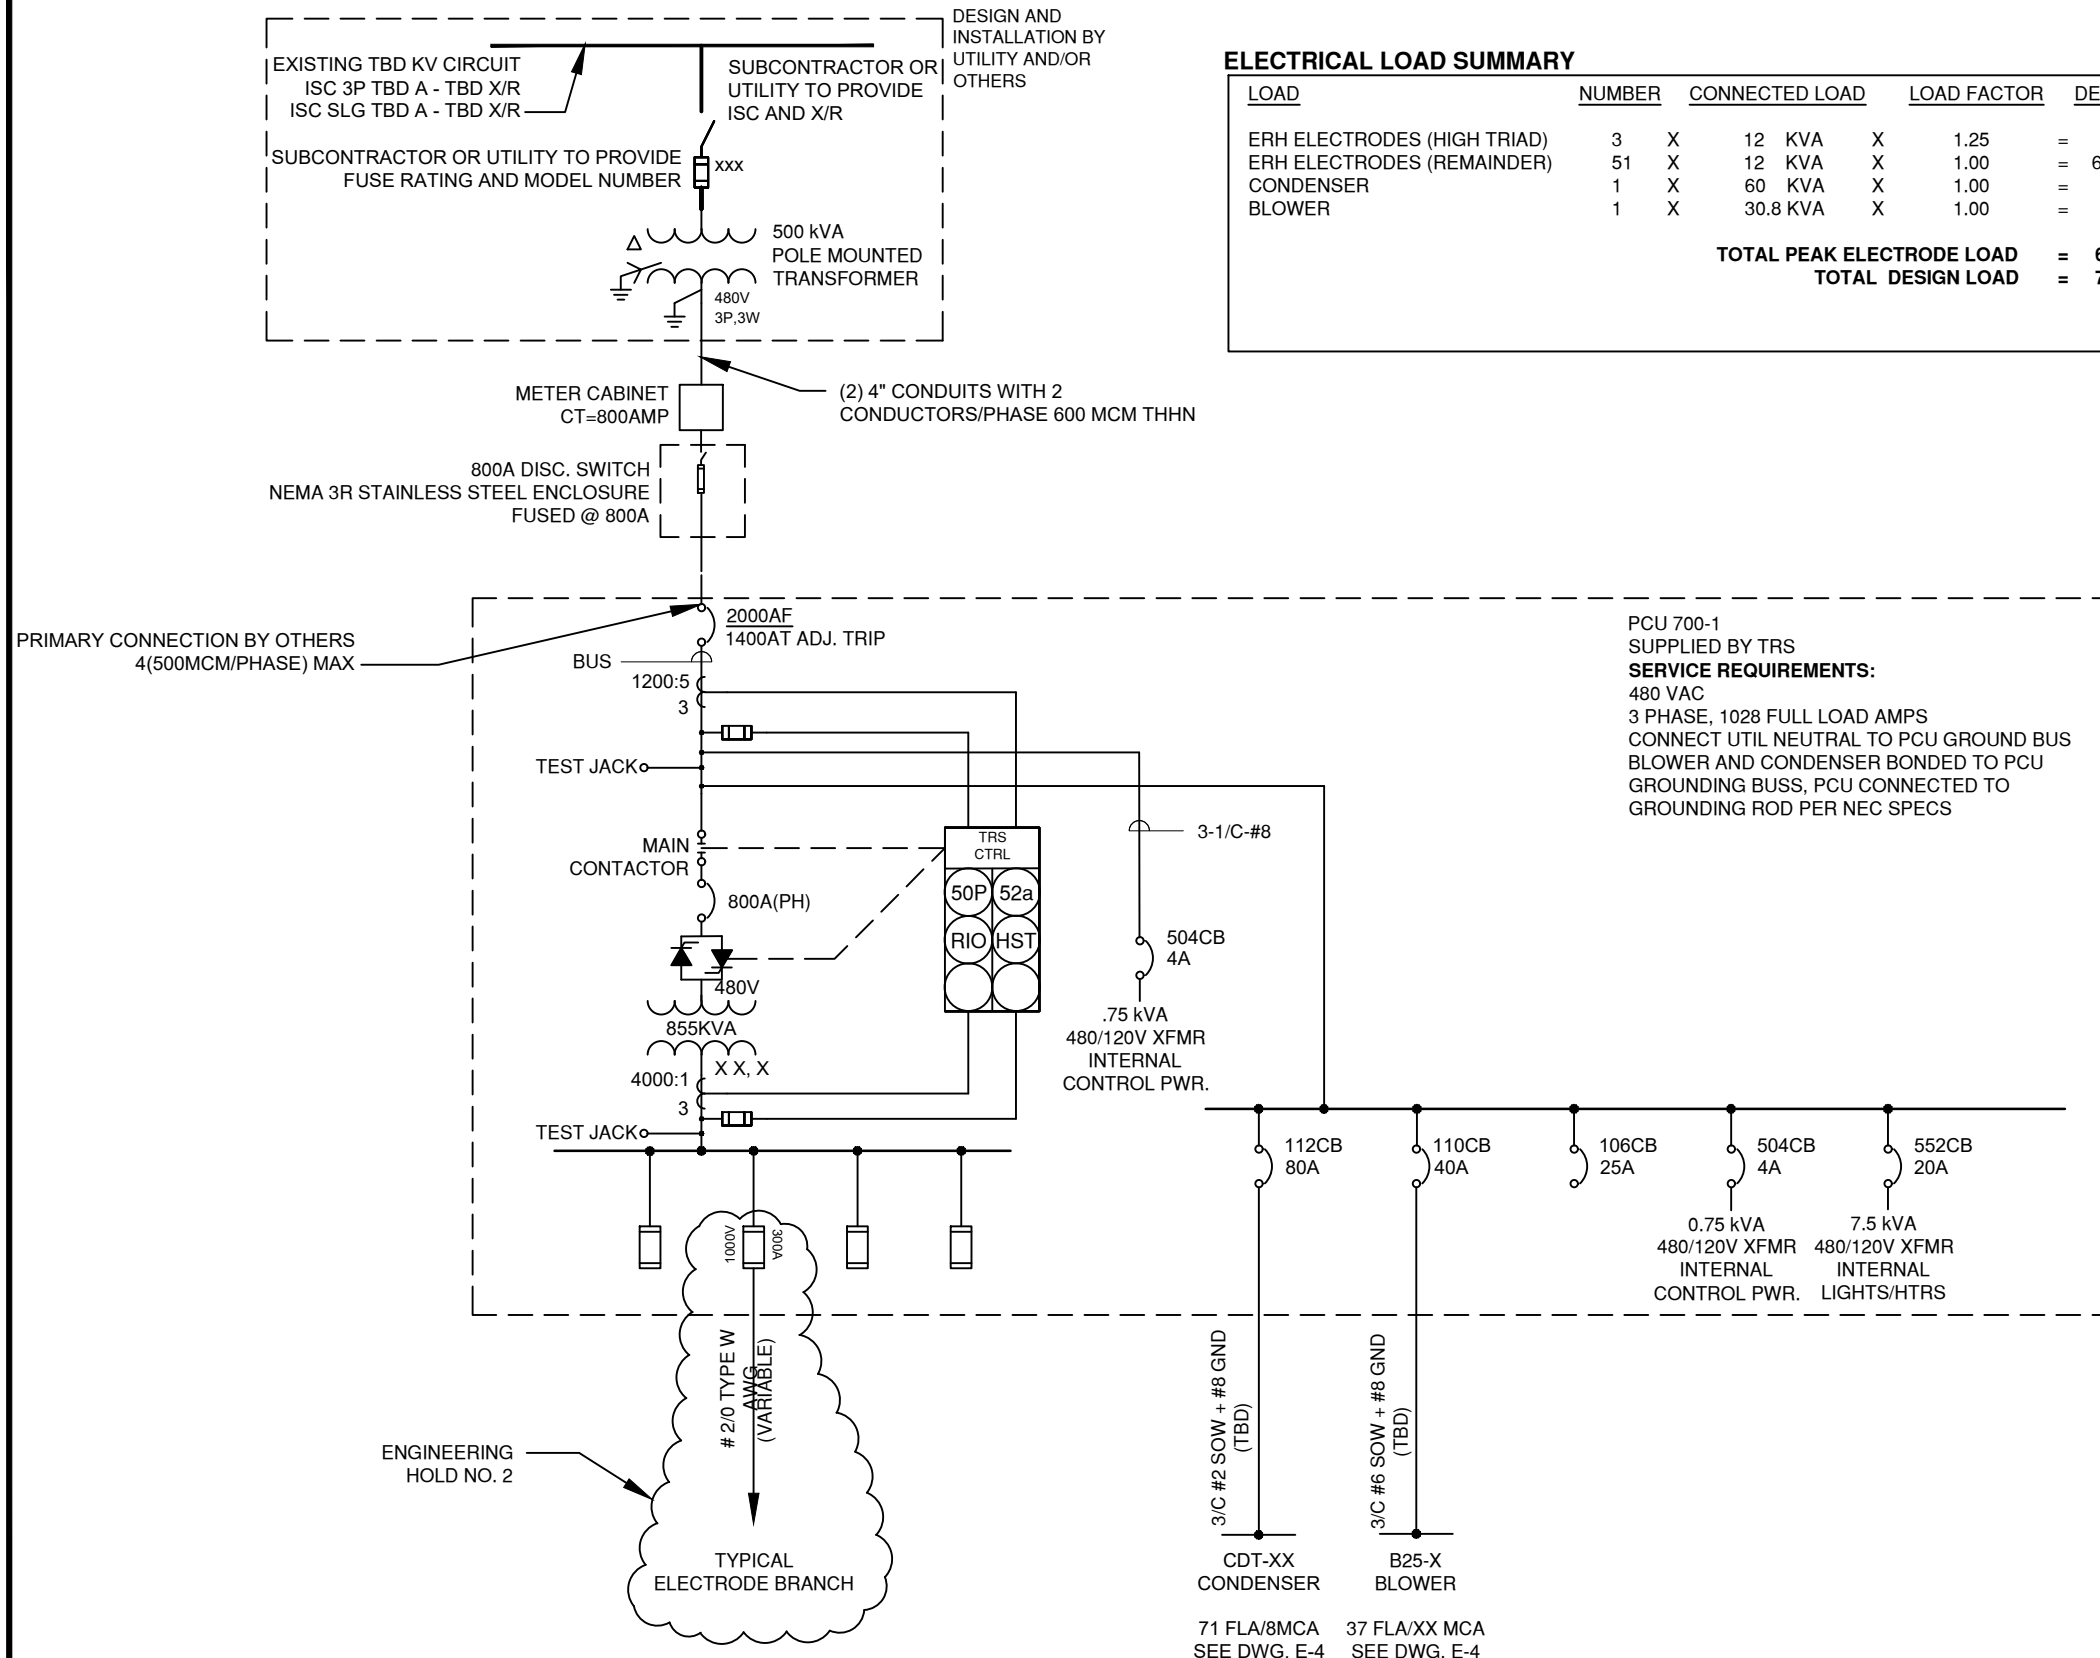 DESIGN AND
INSTALLATION BY
UTILITY AND/OR
OTHERS
EXISTING TBD KV CIRCUIT
ISC 3P TBD A - TBD X/R
ISC SLG TBD A - TBD X/R
SUBCONTRACTOR OR
UTILITY TO PROVIDE
ISC AND X/R
SUBCONTRACTOR OR UTILITY TO PROVIDE
FUSE RATING AND MODEL NUMBER
xxx
500 kVA
POLE MOUNTED
TRANSFORMER
480V
3P,3W
ELECTRICAL LOAD SUMMARY
LOAD NUMBER CONNECTED LOAD LOAD FACTOR DE
ERH ELECTRODES (HIGH TRIAD) 3 X 12 KVA X 1.25 =
ERH ELECTRODES (REMAINDER) 51 X 12 KVA X 1.00 = 6
CONDENSER 1 X 60 KVA X 1.00 =
BLOWER 1 X 30.8 KVA X 1.00 =
TOTAL PEAK ELECTRODE LOAD = 6
TOTAL DESIGN LOAD = 7
METER CABINET
CT=800AMP
(2) 4" CONDUITS WITH 2
CONDUCTORS/PHASE 600 MCM THHN
800A DISC. SWITCH
NEMA 3R STAINLESS STEEL ENCLOSURE
FUSED @ 800A
PRIMARY CONNECTION BY OTHERS
4(500MCM/PHASE) MAX
2000AF
1400AT ADJ. TRIP
BUS
1200:5
3
TEST JACK
PCU 700-1
SUPPLIED BY TRS
SERVICE REQUIREMENTS:
480 VAC
3 PHASE, 1028 FULL LOAD AMPS
CONNECT UTIL NEUTRAL TO PCU GROUND BUS
BLOWER AND CONDENSER BONDED TO PCU
GROUNDING BUSS, PCU CONNECTED TO
GROUNDING ROD PER NEC SPECS
MAIN
CONTACTOR
800A(PH)
TRS
CTRL
50P 52a
RIO HST
3-1/C-#8
504CB
4A
.75 kVA
480/120V XFMR
INTERNAL
CONTROL PWR.
480V
855KVA
X X, X
4000:1
3
TEST JACK
112CB
80A
110CB
40A
106CB
25A
504CB
4A
552CB
20A
0.75 kVA
480/120V XFMR
INTERNAL
CONTROL PWR.
7.5 kVA
480/120V XFMR
INTERNAL
LIGHTS/HTRS
1000V
300A
# 2/0 TYPE W
AWG
(VARIABLE)
ENGINEERING
HOLD NO. 2
TYPICAL
ELECTRODE BRANCH
3/C #2 SOW + #8 GND
(TBD)
3/C #6 SOW + #8 GND
(TBD)
CDT-XX
CONDENSER
B25-X
BLOWER
71 FLA/8MCA
SEE DWG. E-4
37 FLA/XX MCA
SEE DWG. E-4